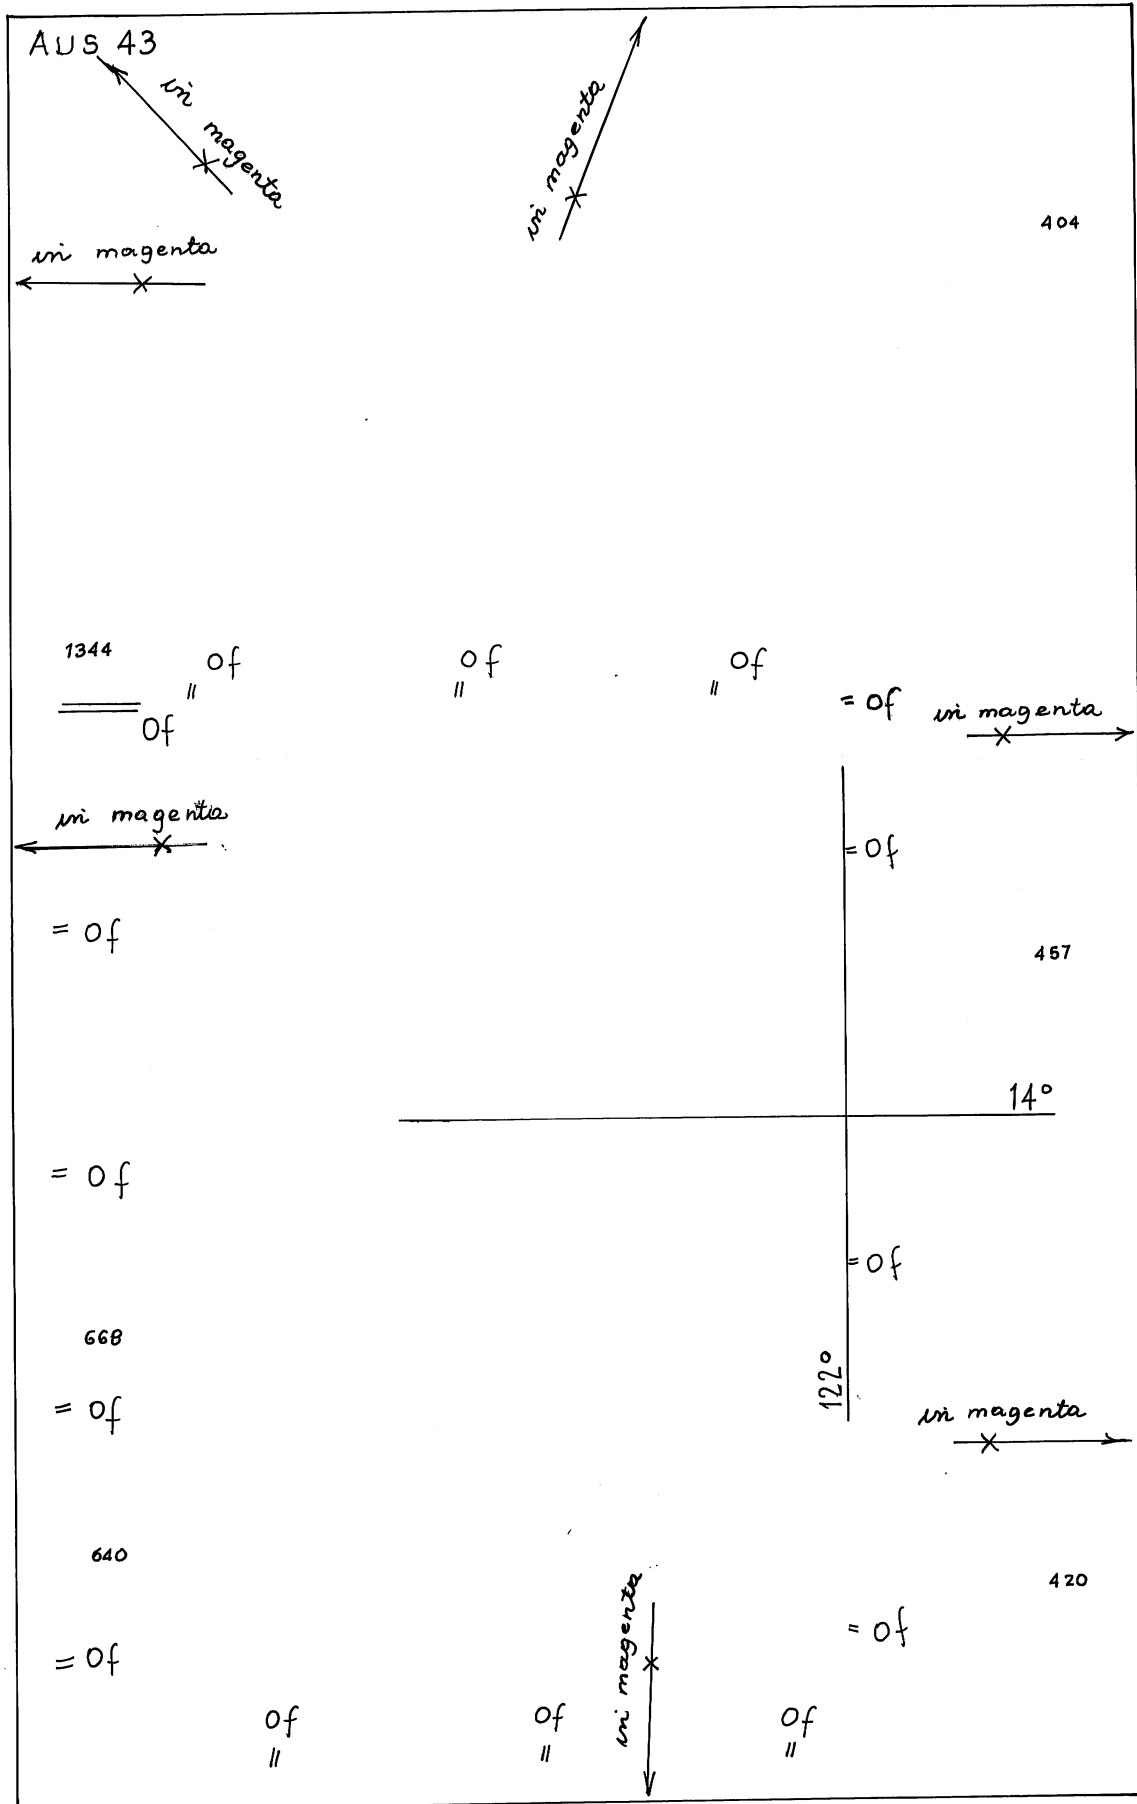 AUS 43
in magenta
in magenta
404
in magenta
1344
of
of
of
of
= of
in magenta
in magenta
= of
= of
457
14°
= of
= of
668
122°
= of
in magenta
640
420
in magenta
= of
= of
of
of
of